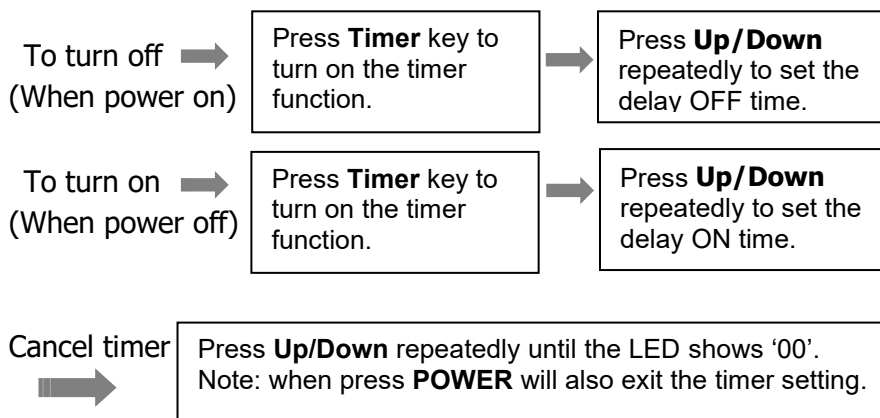 To turn off
(When power on)
Press Timer key to
turn on the timer
function.
Press Up/Down
repeatedly to set the
delay OFF time.
To turn on
(When power off)
Press Timer key to
turn on the timer
function.
Press Up/Down
repeatedly to set the
delay ON time.
Cancel timer
Press Up/Down repeatedly until the LED shows ‘00’.
Note: when press POWER will also exit the timer setting.